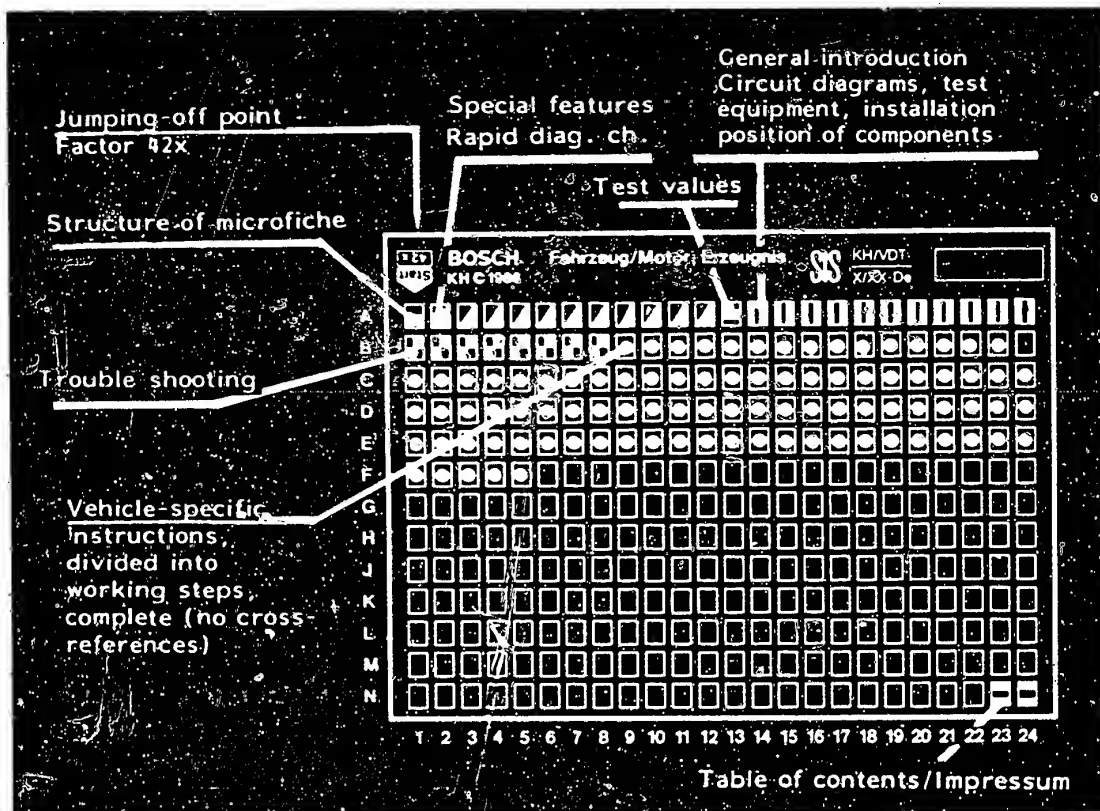 General introduction
Circuit diagrams, test
equipment, installation
position of components
Special features
Rapid diag. ch.
Jumping-off point
Factor 42x
Test values
Structure of microfiche
Start
42 x
BOSCH
KH C 1986
Fahrzeug/Motor Erzeugnis
SIS
KH/VDT
X/XX-De
A
B
C
D
E
F
G
H
J
K
L
M
N
Trouble shooting
Vehicle-specific
instructions,
divided into
working steps,
complete (no cross-
references)
1 2 3 4 5 6 7 8 9 10 11 12 13 14 15 16 17 18 19 20 21 22 23 24
Table of contents/Impressum